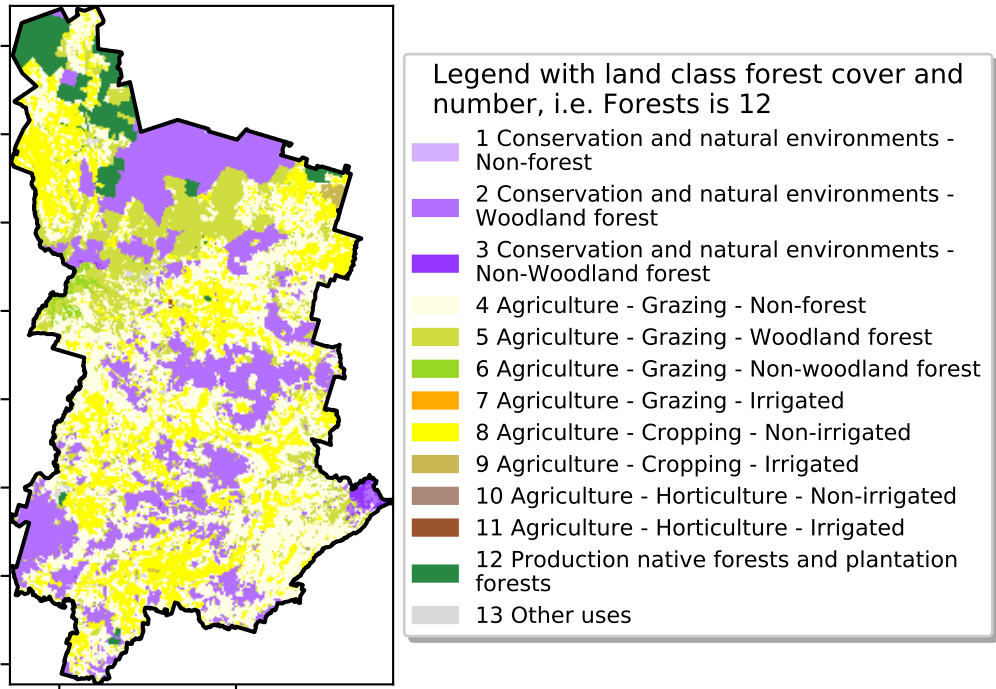 Legend with land class forest cover and
number, i.e. Forests is 12
1 Conservation and natural environments -
Non-forest
2 Conservation and natural environments -
Woodland forest
3 Conservation and natural environments -
Non-Woodland forest
4 Agriculture - Grazing - Non-forest
5 Agriculture - Grazing - Woodland forest
6 Agriculture - Grazing - Non-woodland forest
7 Agriculture - Grazing - Irrigated
8 Agriculture - Cropping - Non-irrigated
9 Agriculture - Cropping - Irrigated
10 Agriculture - Horticulture - Non-irrigated
11 Agriculture - Horticulture - Irrigated
12 Production native forests and plantation
forests
13 Other uses